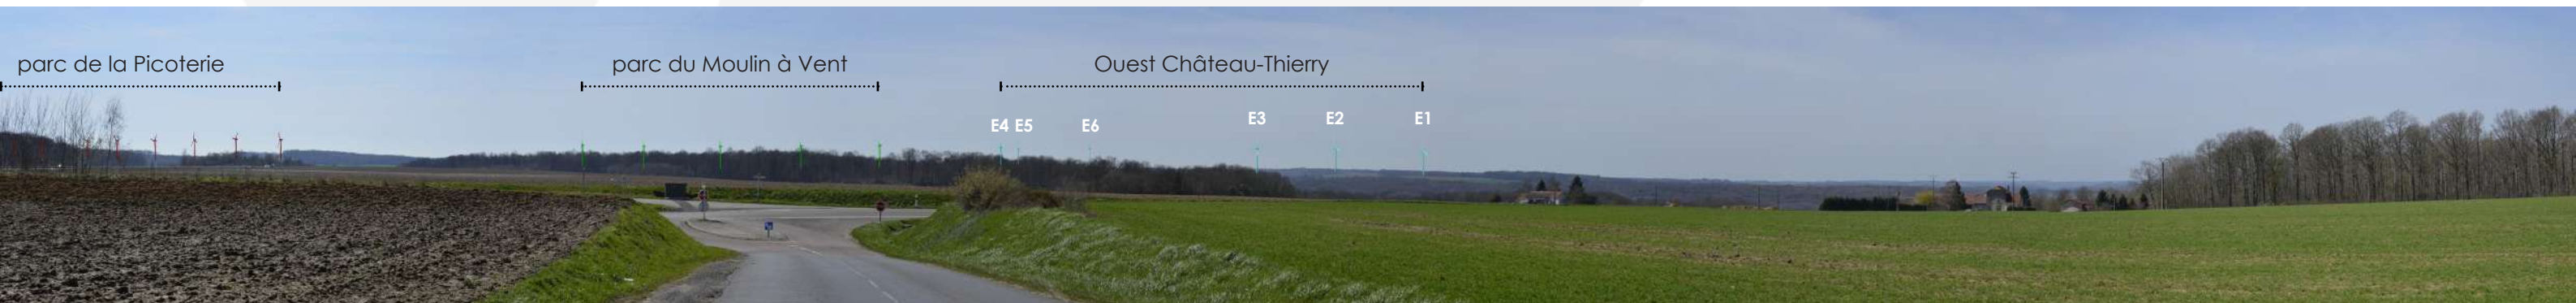 parc de la Picoterie
parc du Moulin à Vent
Ouest Château-Thierry
E4 E5 E6 E3 E2 E1